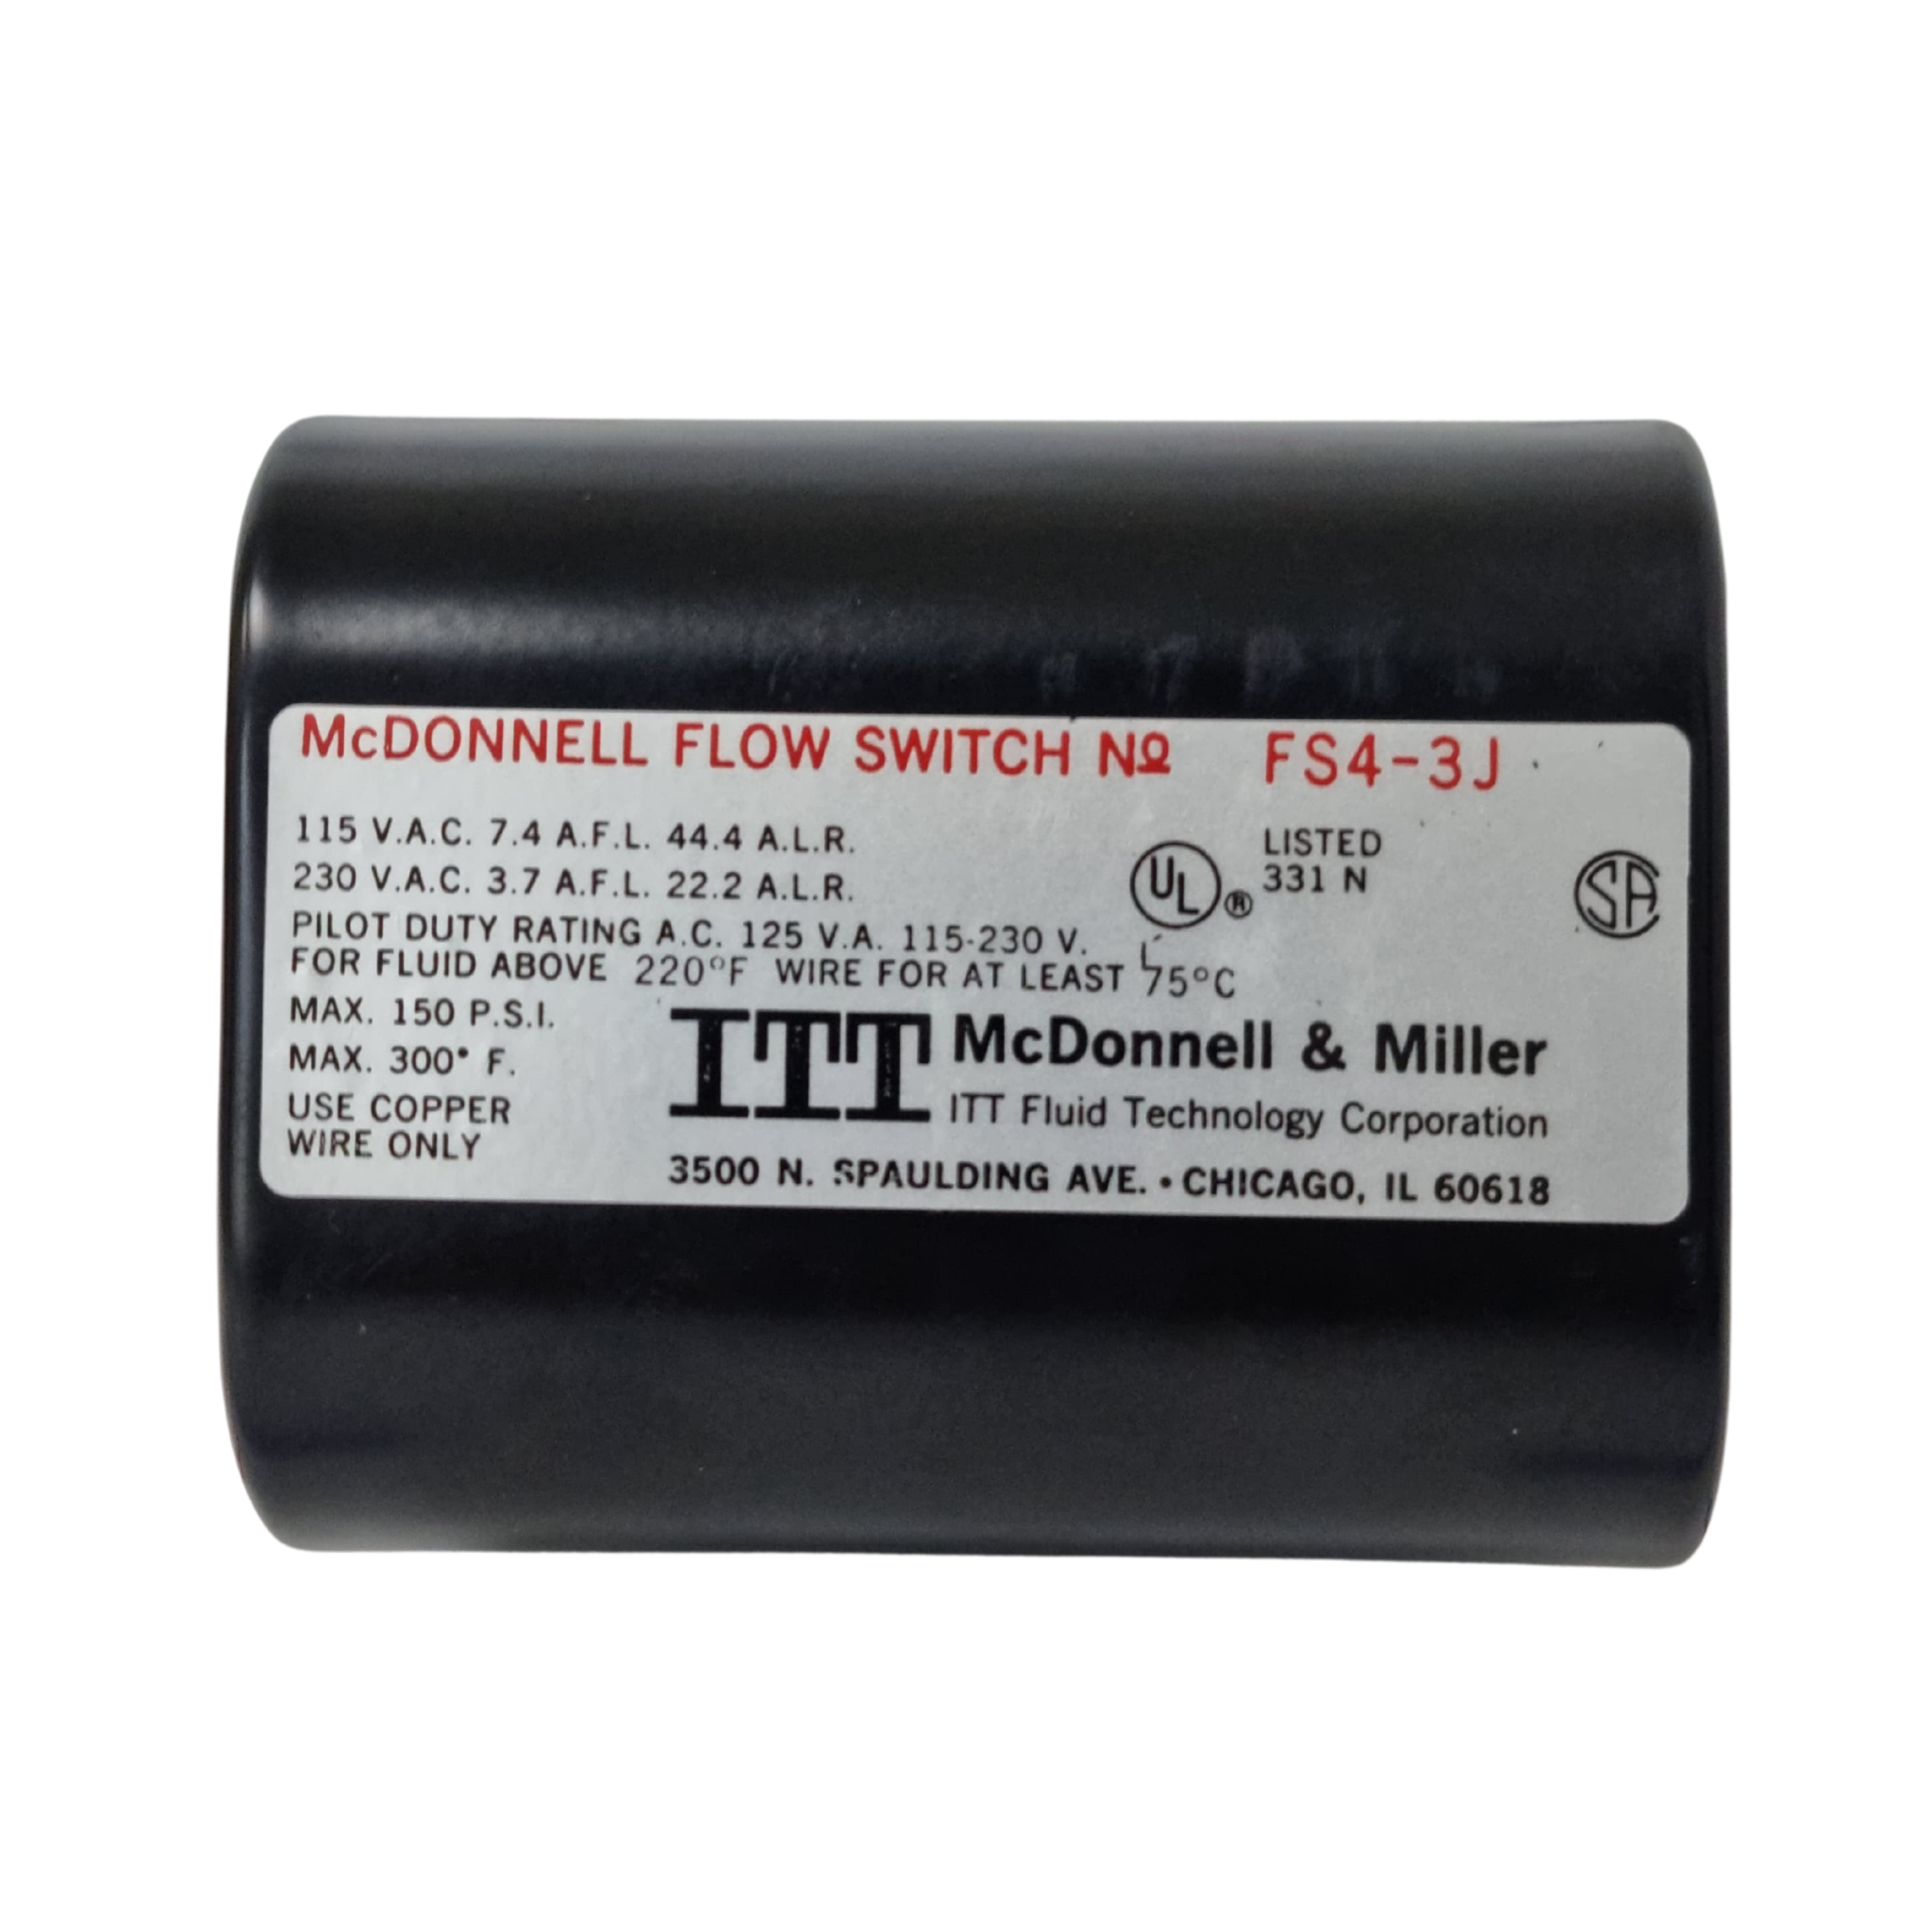 McDONNELL FLOW SWITCH Nº FS4-3J
115 V.A.C. 7.4 A.F.L. 44.4 A.L.R.
230 V.A.C. 3.7 A.F.L. 22.2 A.L.R.
UL ® LISTED
331 N
SA
PILOT DUTY RATING A.C. 125 V.A. 115-230 V.
FOR FLUID ABOVE 220°F WIRE FOR AT LEAST 75°C
MAX. 150 P.S.I.
MAX. 300° F.
USE COPPER
WIRE ONLY
ITT McDonnell & Miller
ITT Fluid Technology Corporation
3500 N. SPAULDING AVE. • CHICAGO, IL 60618